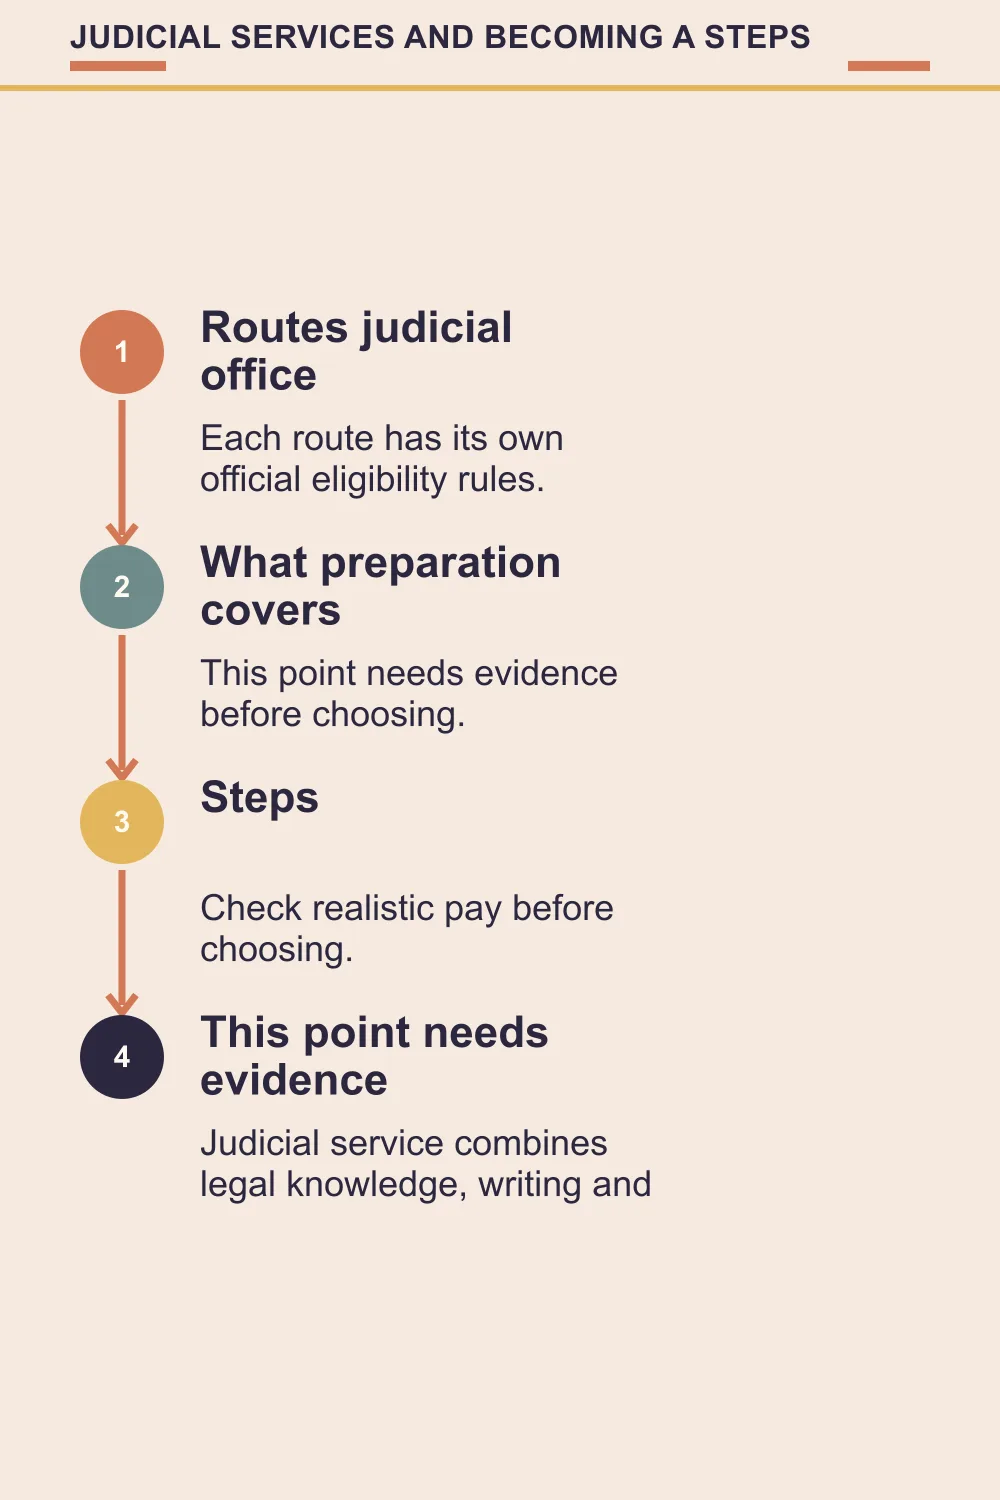 JUDICIAL SERVICES AND BECOMING A STEPS
1
Routes judicial
office
Each route has its own
official eligibility rules.
2
What preparation
covers
This point needs evidence
before choosing.
3
Steps
Check realistic pay before
choosing.
4
This point needs
evidence
Judicial service combines
legal knowledge, writing and